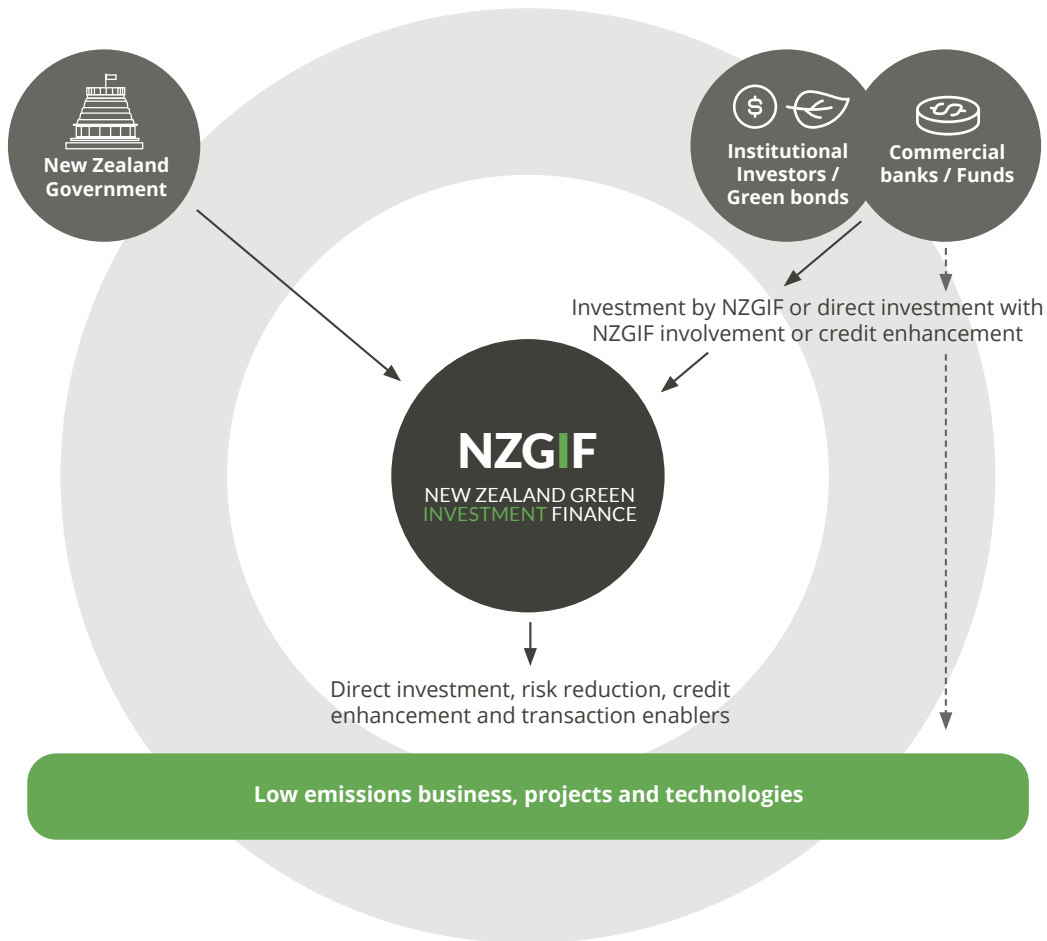 New Zealand
Government
Institutional
Investors /
Green bonds
Commercial
banks / Funds
Investment by NZGIF or direct investment with
NZGIF involvement or credit enhancement
NZGIF
NEW ZEALAND GREEN
INVESTMENT FINANCE
Direct investment, risk reduction, credit
enhancement and transaction enablers
Low emissions business, projects and technologies